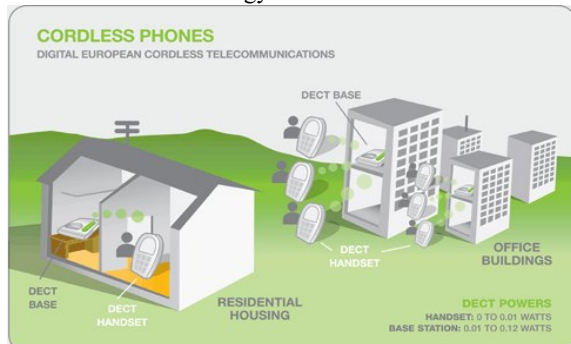 CORDLESS PHONES
DIGITAL EUROPEAN CORDLESS TELECOMMUNICATIONS
DECT BASE
DECT
HANDSET
OFFICE
BUILDINGS
DECT
BASE
DECT
HANDSET
RESIDENTIAL
HOUSING
DECT POWERS
HANDSET: 0 TO 0.01 WATTS
BASE STATION: 0.01 TO 0.12 WATTS